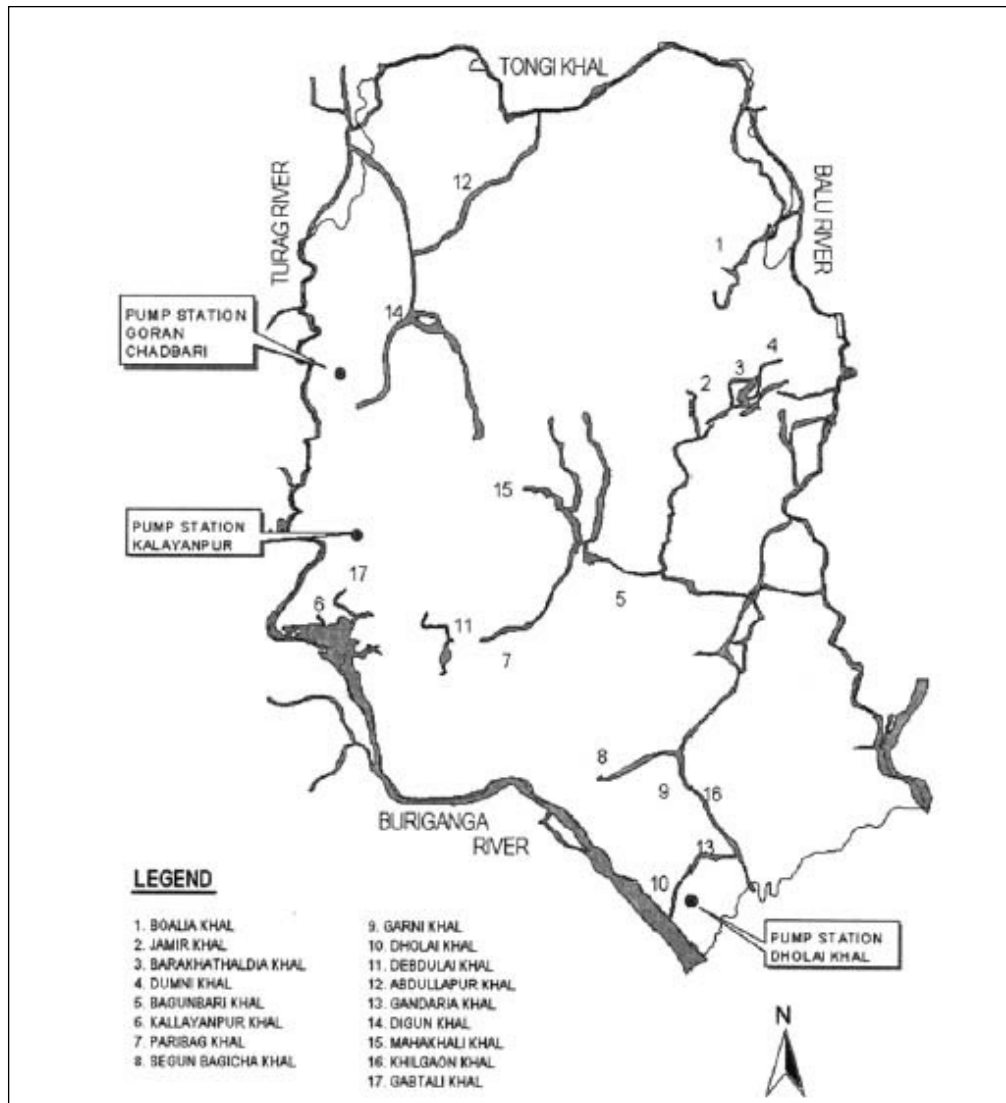 TONGI KHAL
TURAG RIVER
BALU RIVER
12
1
PUMP STATION
GORAN
CHADBARI
14
4
3
2
15
PUMP STATION
KALAYANPUR
17
5
6
11
7
8
9
16
BURIGANGA
RIVER
13
10
PUMP STATION
DHOLAI KHAL
LEGEND
1. BOALIA KHAL
2. JAMIR KHAL
3. BARAKHATHALDIA KHAL
4. DUMNI KHAL
5. BAGUNBARI KHAL
6. KALLAYANPUR KHAL
7. PARIBAG KHAL
8. SEGUN BAGICHA KHAL
9. GARNI KHAL
10. DHOLAI KHAL
11. DEBDULAI KHAL
12. ABDULLAPUR KHAL
13. GANDARIA KHAL
14. DIGUN KHAL
15. MAHAKHALI KHAL
16. KHILGAON KHAL
17. GABTALI KHAL
N